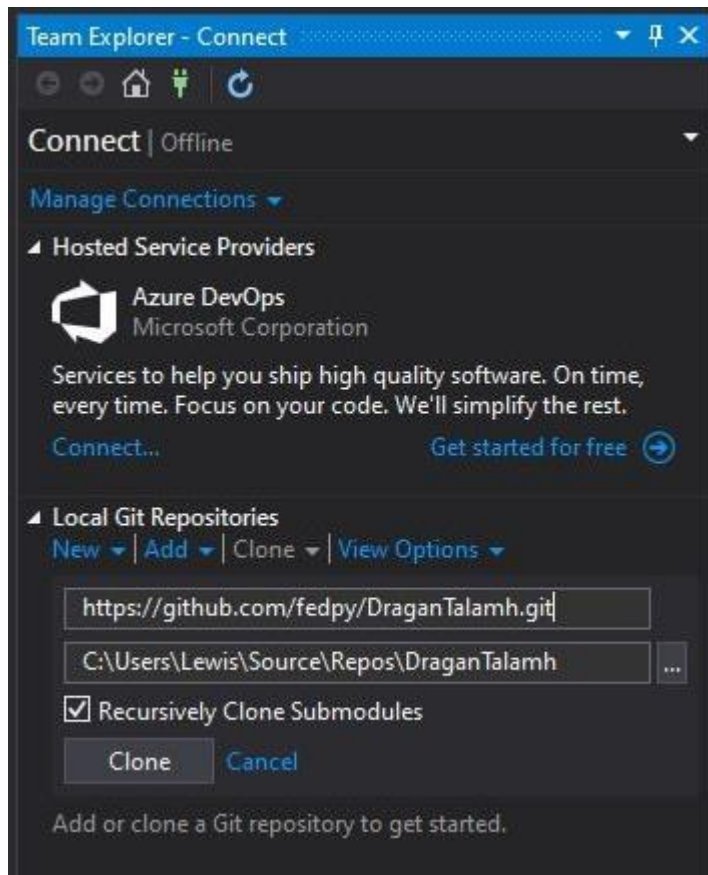 Team Explorer - Connect
Connect | Offline
Manage Connections
Hosted Service Providers
Azure DevOps
Microsoft Corporation
Services to help you ship high quality software. On time,
every time. Focus on your code. We'll simplify the rest.
Connect... Get started for free
Local Git Repositories
New | Add | Clone | View Options
https://github.com/fedpy/DraganTalamh.git
C:\Users\Lewis\Source\Repos\DraganTalamh ...
Recursively Clone Submodules
Clone Cancel
Add or clone a Git repository to get started.